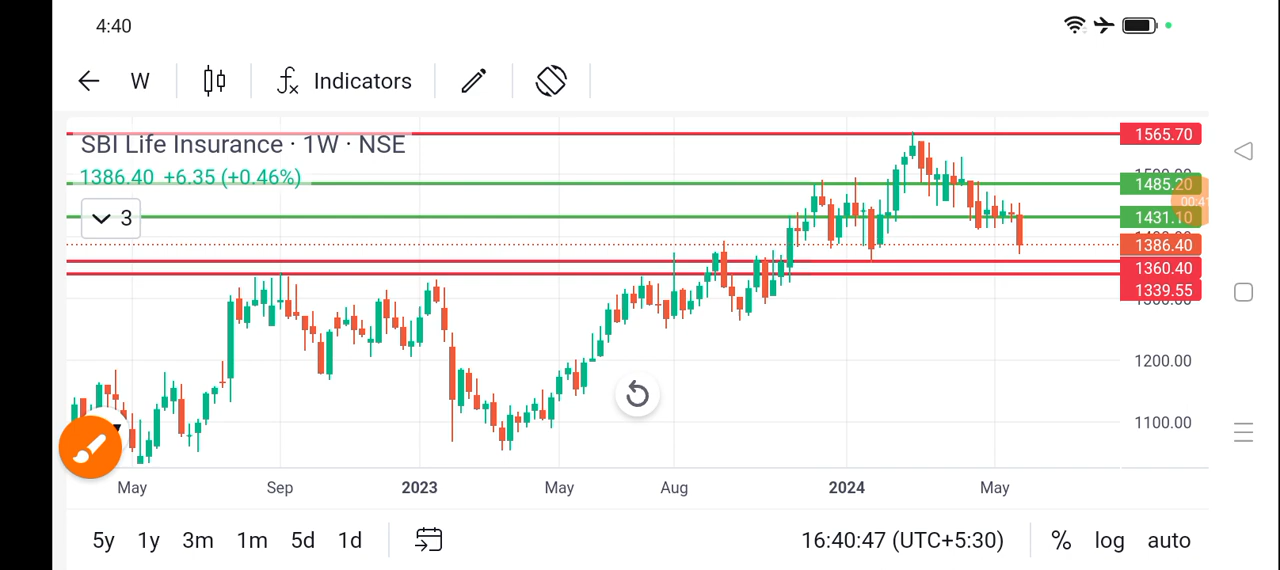 4:40
W
Indicators
SBI Life Insurance · 1W · NSE
1386.40 +6.35 (+0.46%)
3
1565.70
1485.20
1431.10
1386.40
1360.40
1339.55
1200.00
1100.00
May Sep 2023 May Aug 2024 May
5y 1y 3m 1m 5d 1d 16:40:47 (UTC+5:30) % log auto